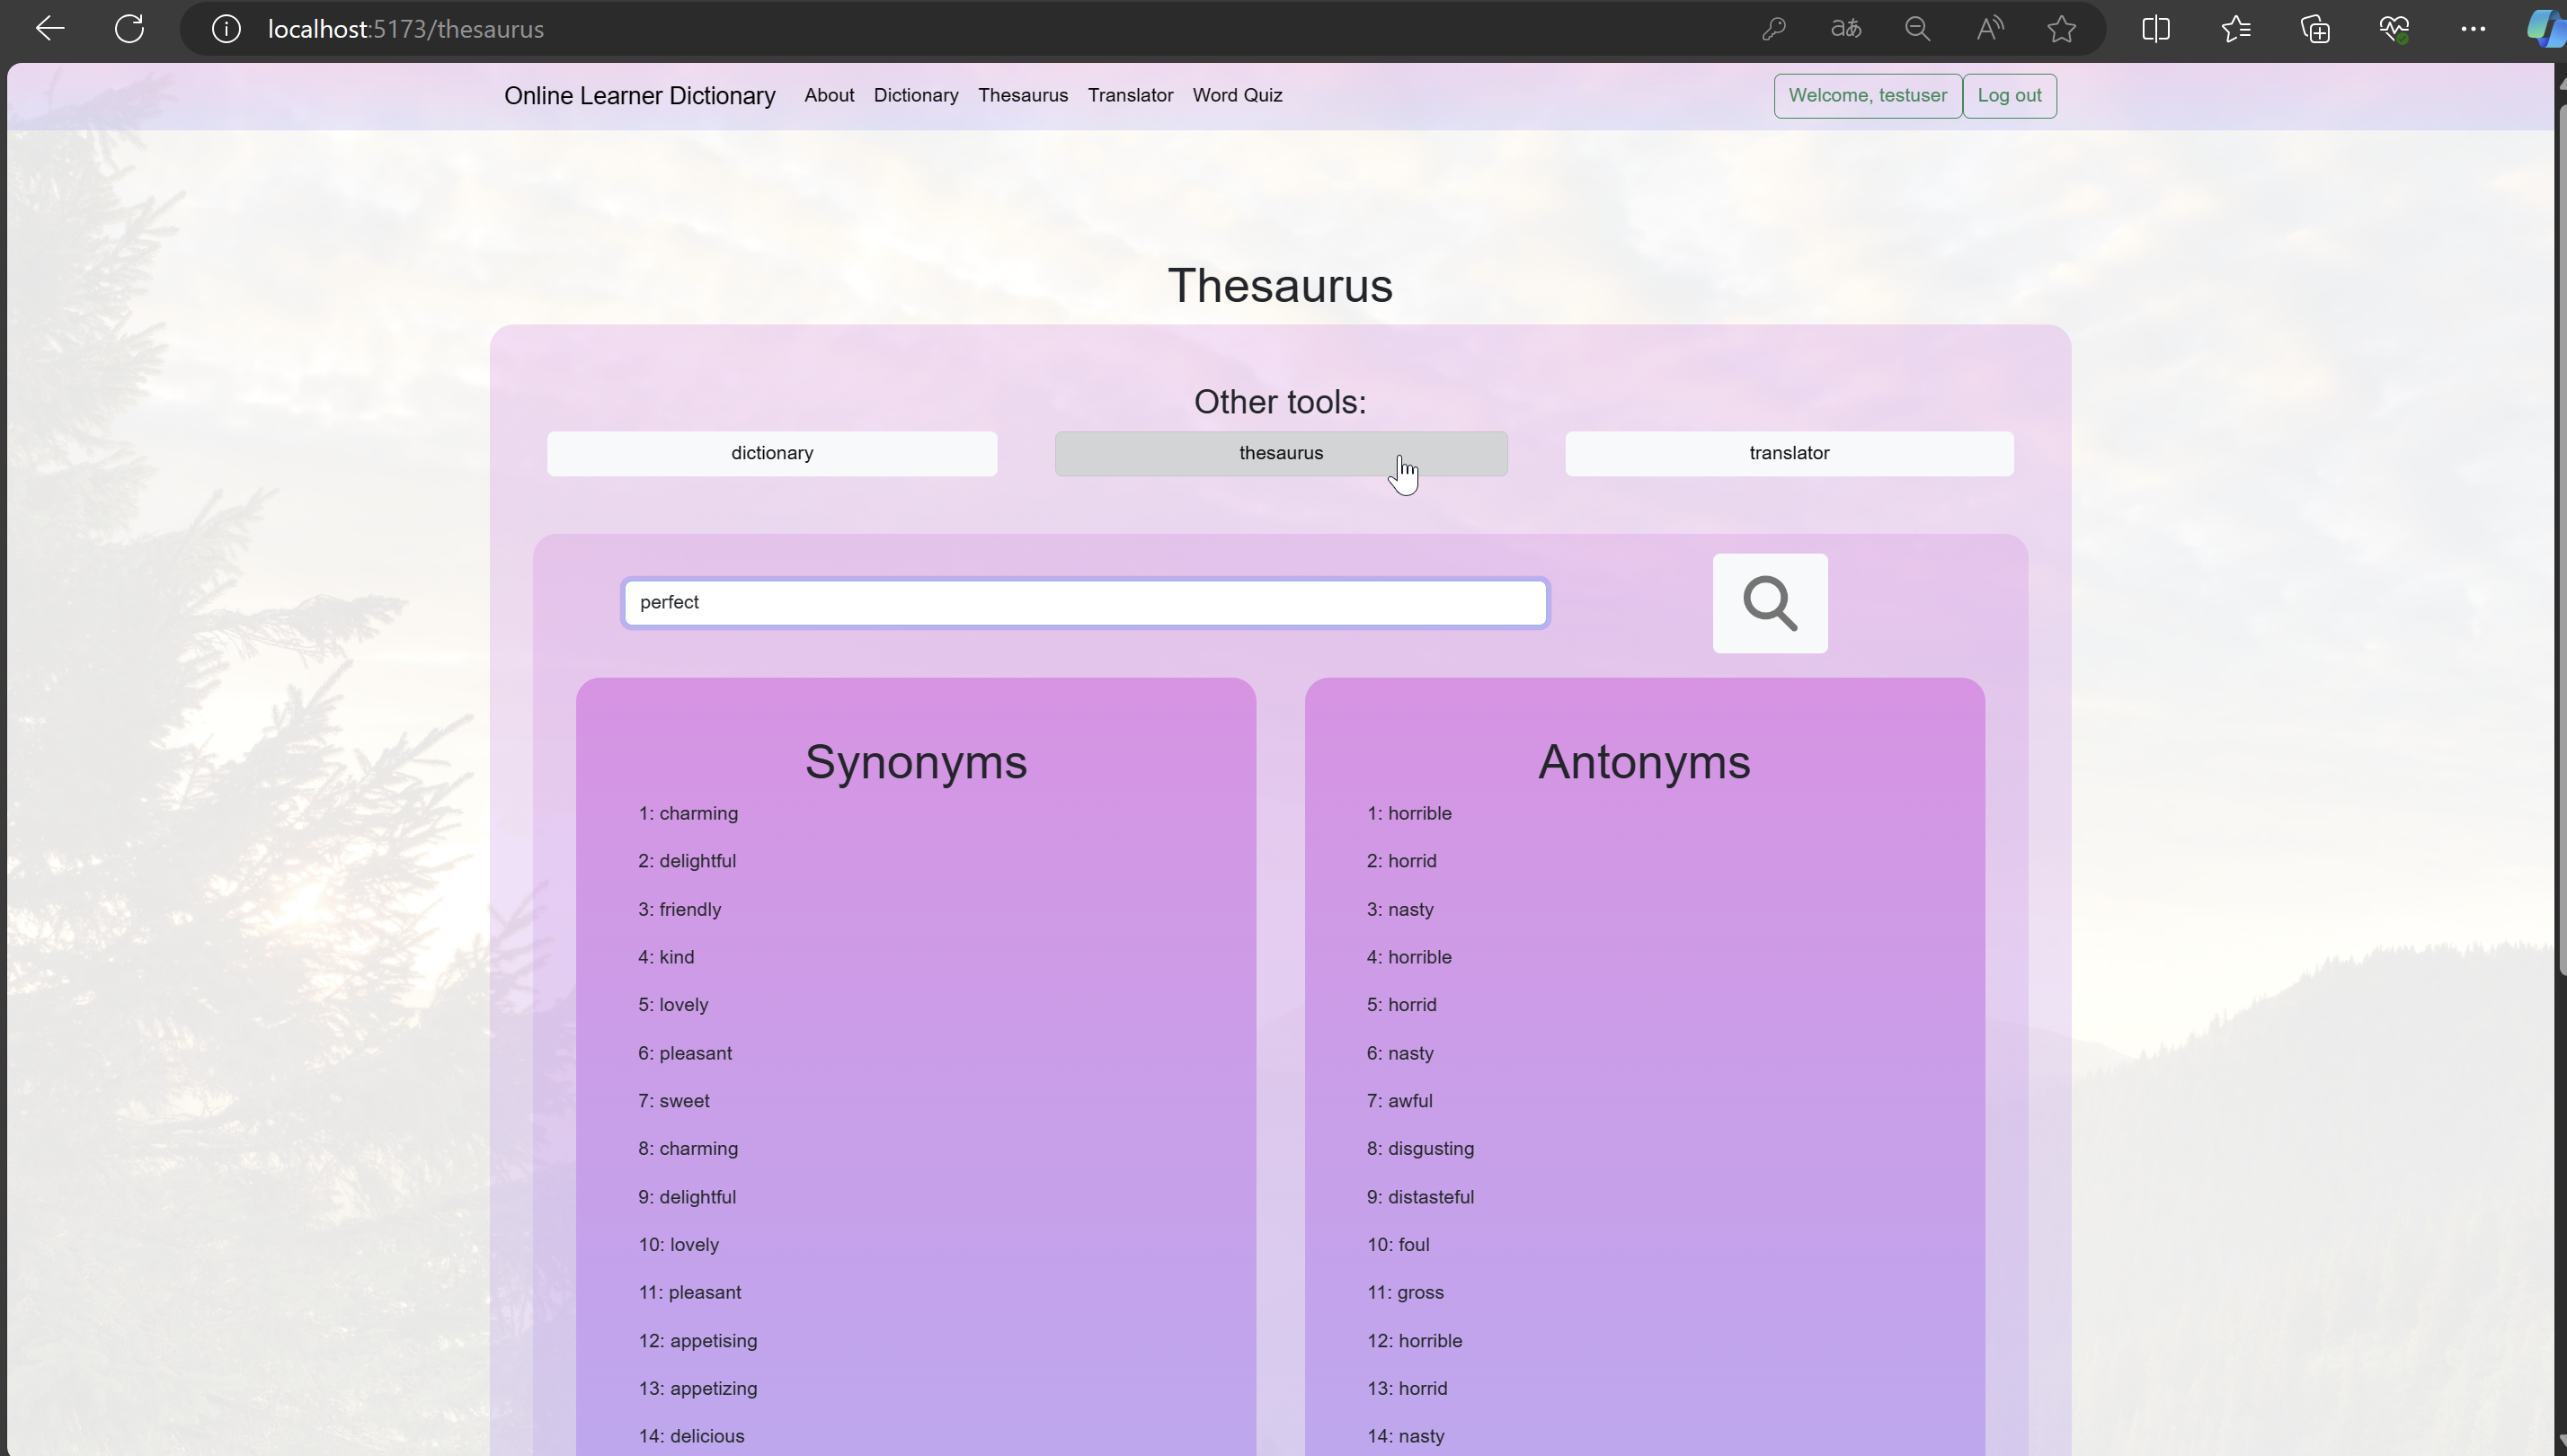 localhost:5173/thesaurus
Online Learner Dictionary About Dictionary Thesaurus Translator Word Quiz Welcome, testuser Log out
Thesaurus
Other tools:
dictionary thesaurus translator
perfect
Synonyms
1: charming
2: delightful
3: friendly
4: kind
5: lovely
6: pleasant
7: sweet
8: charming
9: delightful
10: lovely
11: pleasant
12: appetising
13: appetizing
14: delicious
Antonyms
1: horrible
2: horrid
3: nasty
4: horrible
5: horrid
6: nasty
7: awful
8: disgusting
9: distasteful
10: foul
11: gross
12: horrible
13: horrid
14: nasty